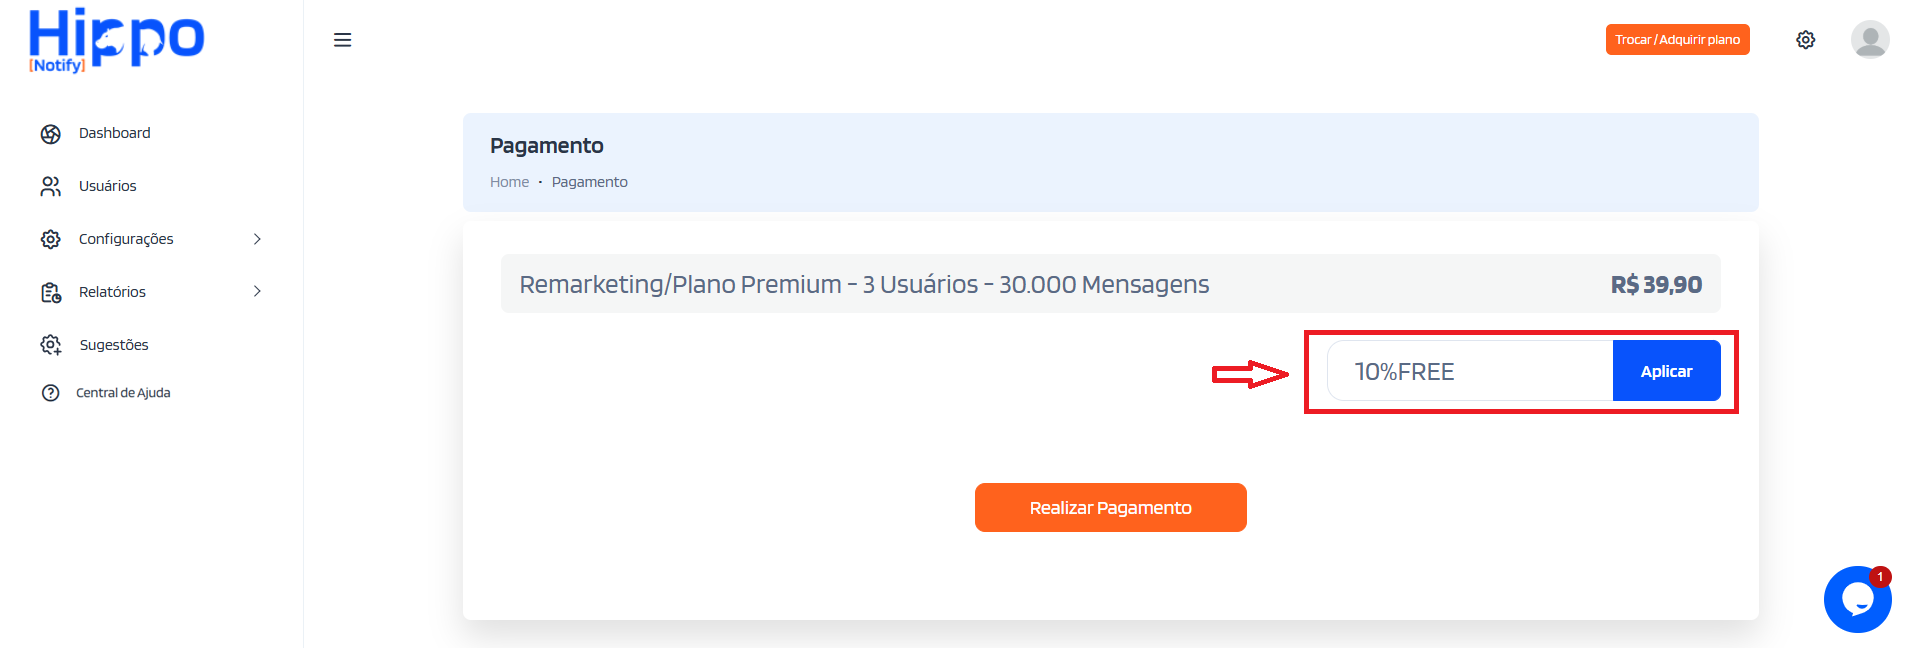 Hippo
[Notify]
Trocar/Adquirir plano
Dashboard
Usuários
Configurações
Relatórios
Sugestões
Central de Ajuda
Pagamento
Home • Pagamento
Remarketing/Plano Premium - 3 Usuários - 30.000 Mensagens R$ 39,90
10%FREE Aplicar
Realizar Pagamento
1